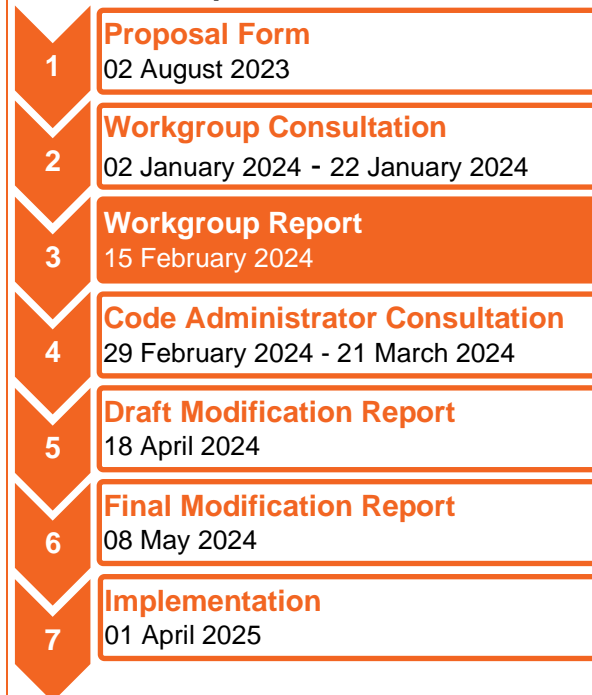 Proposal Form
1
02 August 2023
Workgroup Consultation
2
02 January 2024 - 22 January 2024
Workgroup Report
3
15 February 2024
Code Administrator Consultation
4
29 February 2024 - 21 March 2024
Draft Modification Report
5
18 April 2024
Final Modification Report
6
08 May 2024
Implementation
7
01 April 2025